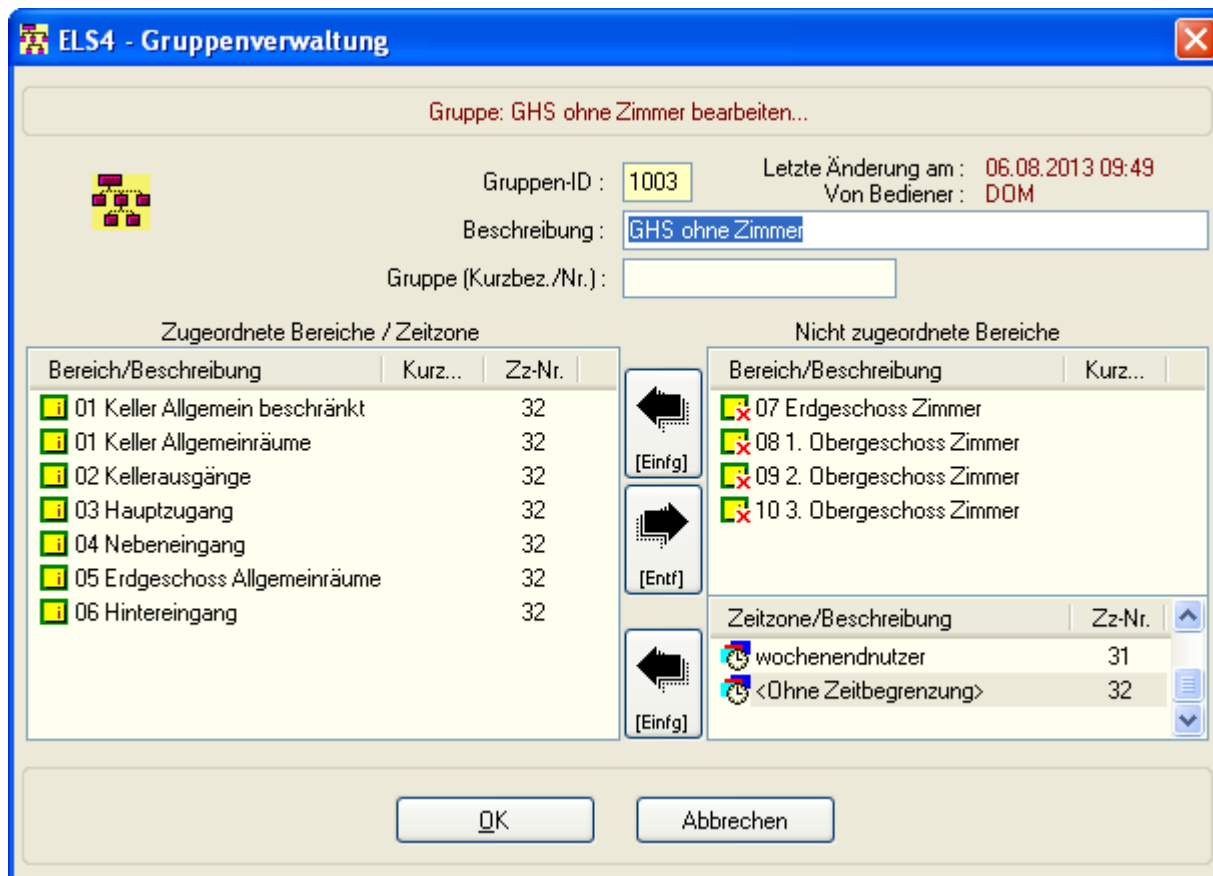 ELS4 - Gruppenverwaltung
Gruppe: GHS ohne Zimmer bearbeiten...
Gruppen-ID : 1003 Letzte Änderung am : 06.08.2013 09:49
Von Bediener : DOM
Beschreibung : GHS ohne Zimmer
Gruppe (Kurzbez./Nr.) :
Zugeordnete Bereiche / Zeitzone
Bereich/Beschreibung Kurz... Zz-Nr.
01 Keller Allgemein beschränkt 32
01 Keller Allgemeinräume 32
02 Kellerausgänge 32
03 Hauptzugang 32
04 Nebeneingang 32
05 Erdgeschoss Allgemeinräume 32
06 Hintereingang 32
[Einfg]
[Entf]
[Einfg]
Nicht zugeordnete Bereiche
Bereich/Beschreibung Kurz...
07 Erdgeschoss Zimmer
08 1. Obergeschoss Zimmer
09 2. Obergeschoss Zimmer
10 3. Obergeschoss Zimmer
Zeitzone/Beschreibung Zz-Nr.
wochenendnutzer 31
<Ohne Zeitbegrenzung> 32
OK Abbrechen